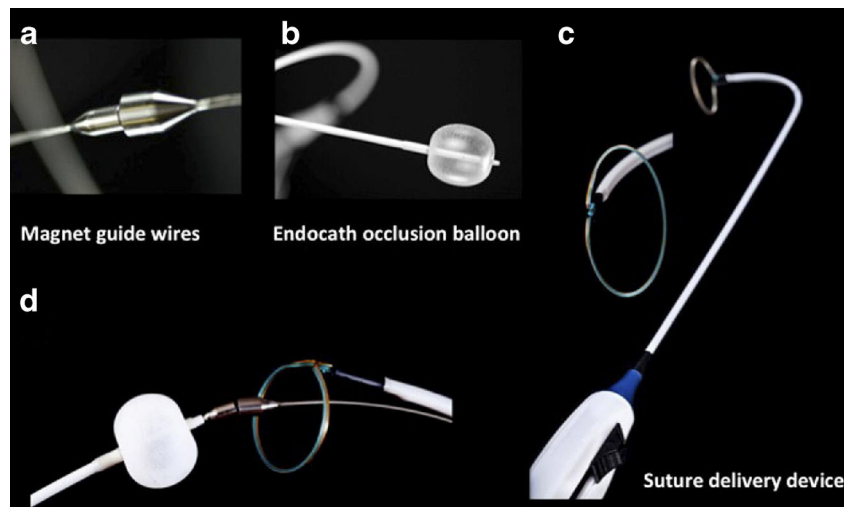 a
b
c
Magnet guide wires
Endocath occlusion balloon
d
Suture delivery device